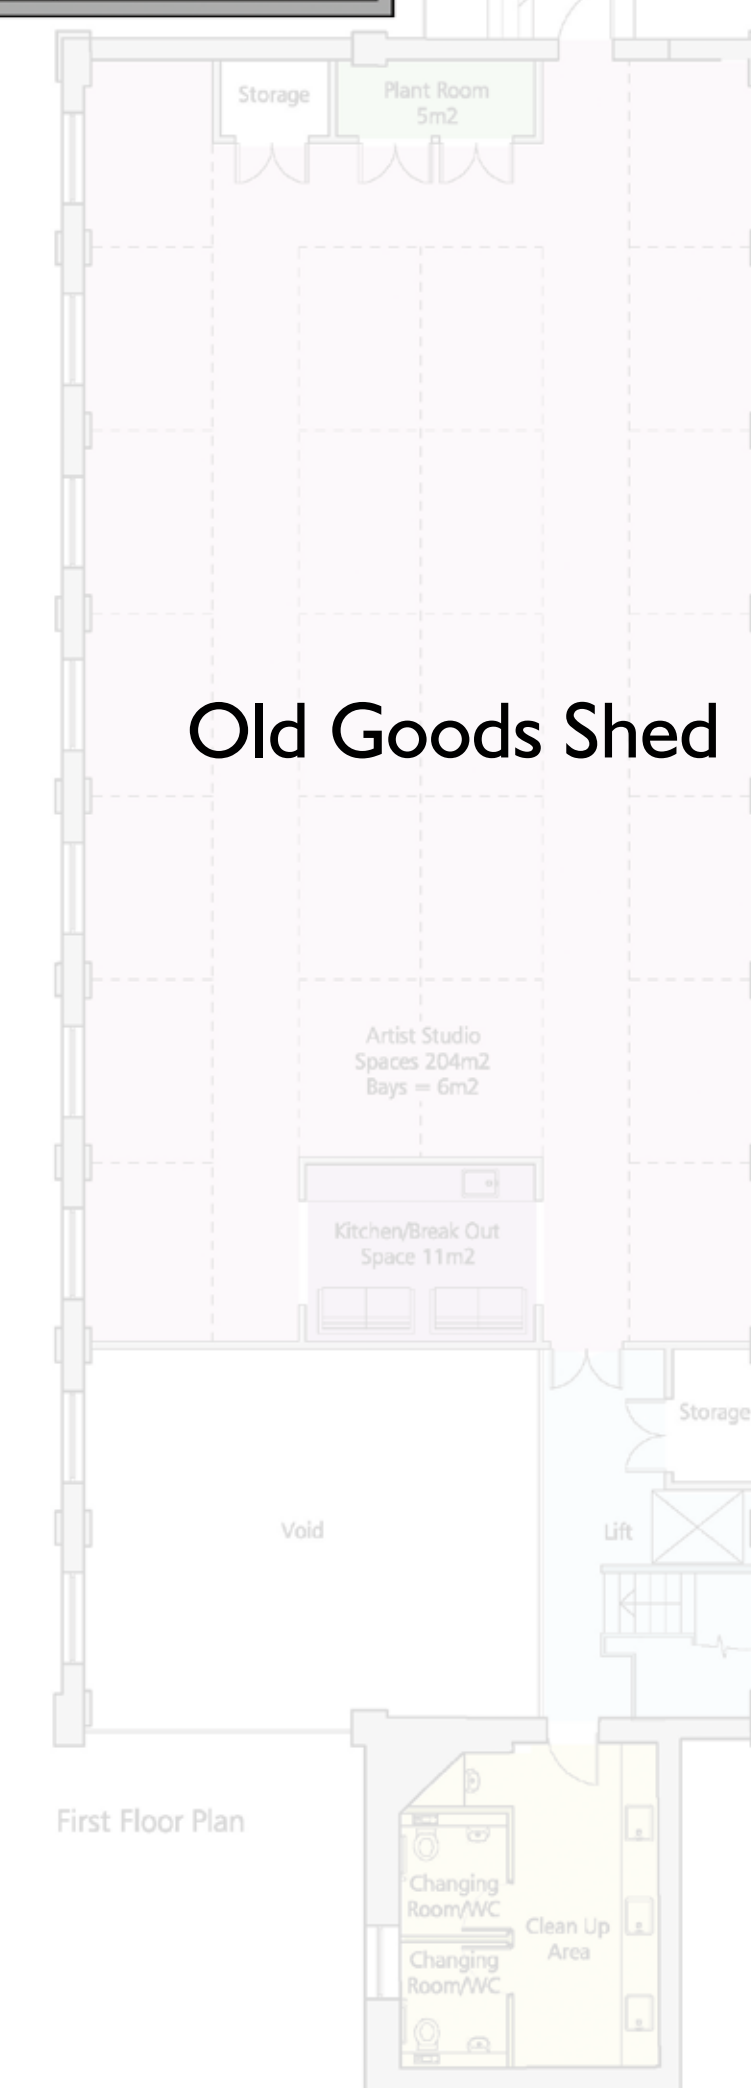 Storage
Plant Room
5m2
Old Goods Shed
Artist Studio
Spaces 204m2
Bays = 6m2
Kitchen/Break Out
Space 11m2
Storage
Void
Lift
First Floor Plan
Changing
Room/WC
Clean Up
Area
Changing
Room/WC